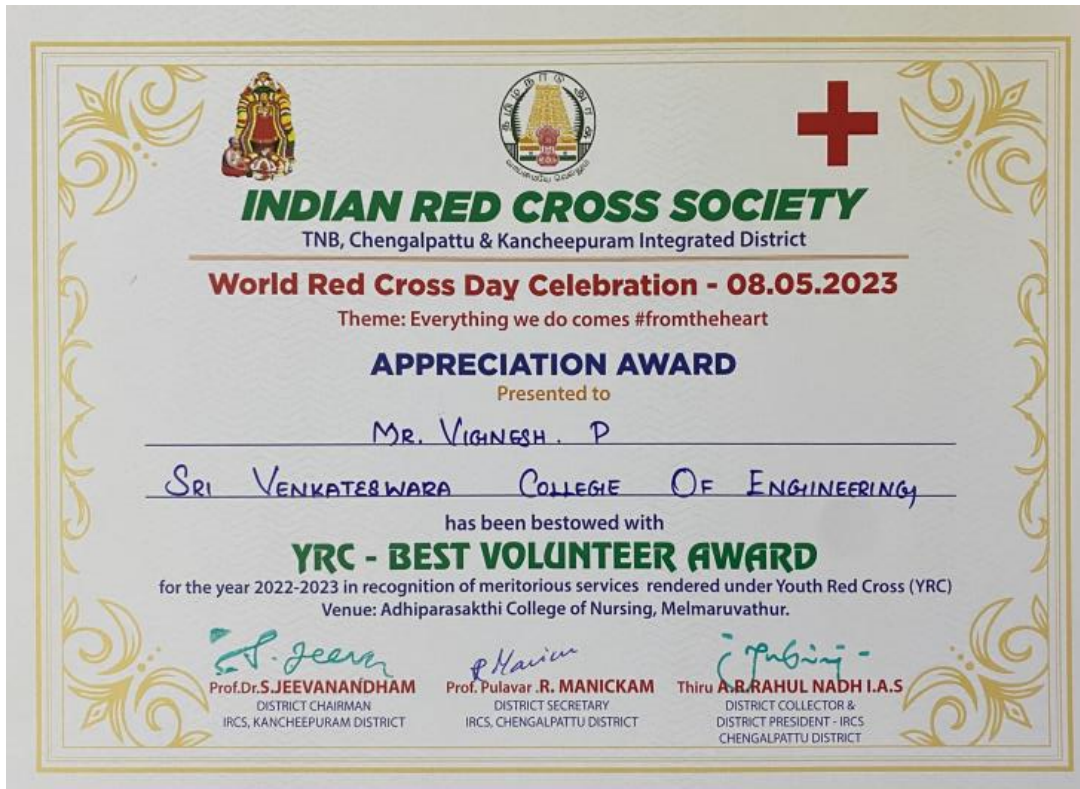 தமிழ்நாடு அரசு
வாய்மையே வெல்லும்
INDIAN RED CROSS SOCIETY
TNB, Chengalpattu & Kancheepuram Integrated District
World Red Cross Day Celebration - 08.05.2023
Theme: Everything we do comes #fromtheheart
APPRECIATION AWARD
Presented to
MR. VIGNESH. P
SRI VENKATESWARA COLLEGE OF ENGINEERING,
has been bestowed with
YRC - BEST VOLUNTEER AWARD
for the year 2022-2023 in recognition of meritorious services rendered under Youth Red Cross (YRC)
Venue: Adhiparasakthi College of Nursing, Melmaruvathur.
Prof.Dr.S.JEEVANANDHAM Prof. Pulavar .R. MANICKAM Thiru A.R.RAHUL NADH I.A.S
DISTRICT CHAIRMAN DISTRICT SECRETARY DISTRICT COLLECTOR &
IRCS, KANCHEEPURAM DISTRICT IRCS, CHENGALPATTU DISTRICT DISTRICT PRESIDENT - IRCS
CHENGALPATTU DISTRICT